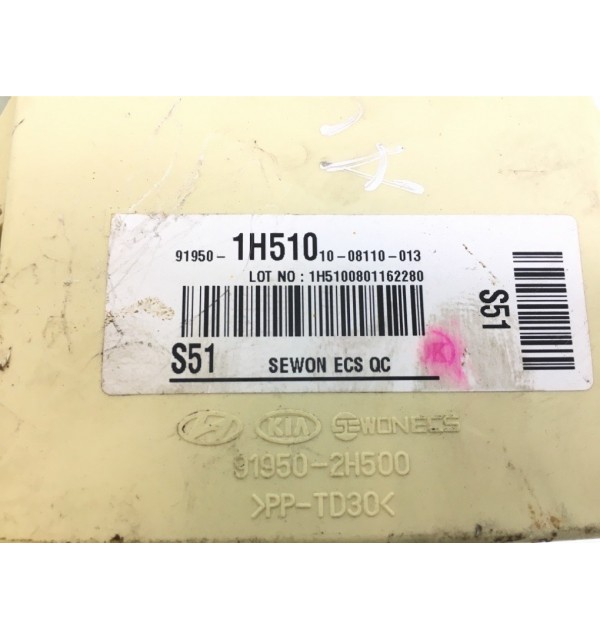 91950-1H510 10-08110-013
LOT NO : 1H5100801162280
S51 SEWON ECS QC
S51
KIA SEWONECS
91950-2H500
>PP-TD30<